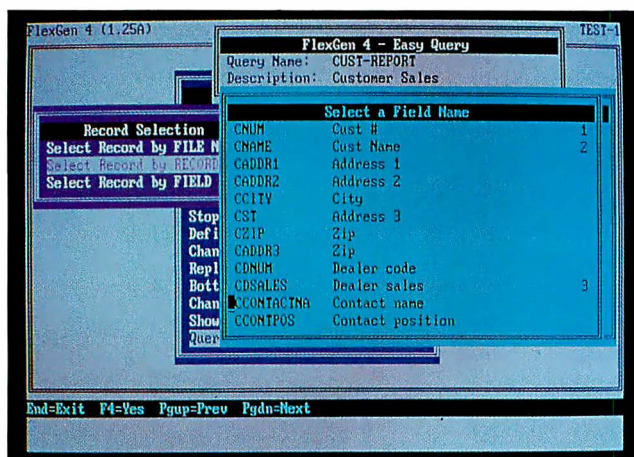 FlexGen 4 (1.25A)
TEST-1
FlexGen 4 - Easy Query
Query Name: CUST-REPORT
Description: Customer Sales
Select a Field Name
CNUM Cust # 1
CNAME Cust Name 2
CADDR1 Address 1
CADDR2 Address 2
CCITY City
CST Address 3
CZIP Zip
CADDR3 Zip
CDNUM Dealer code
CDSALES Dealer sales 3
CCONTACTNA Contact name
CCONTPOS Contact position
Record Selection
Select Record by FILE N
Select Record by RECORD
Select Record by FIELD
Stop
Defi
Chan
Repl
Bott
Chan
Show
Quer
End=Exit F4=Yes Pgup=Prev Pgdn=Next